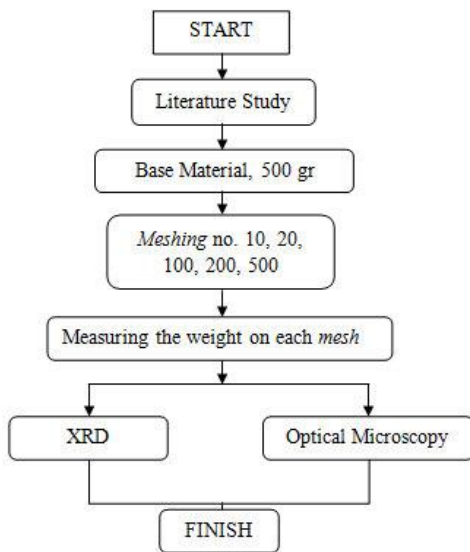 START
Literature Study
Base Material, 500 gr
Meshing no. 10, 20,
100, 200, 500
Measuring the weight on each mesh
XRD
Optical Microscopy
FINISH